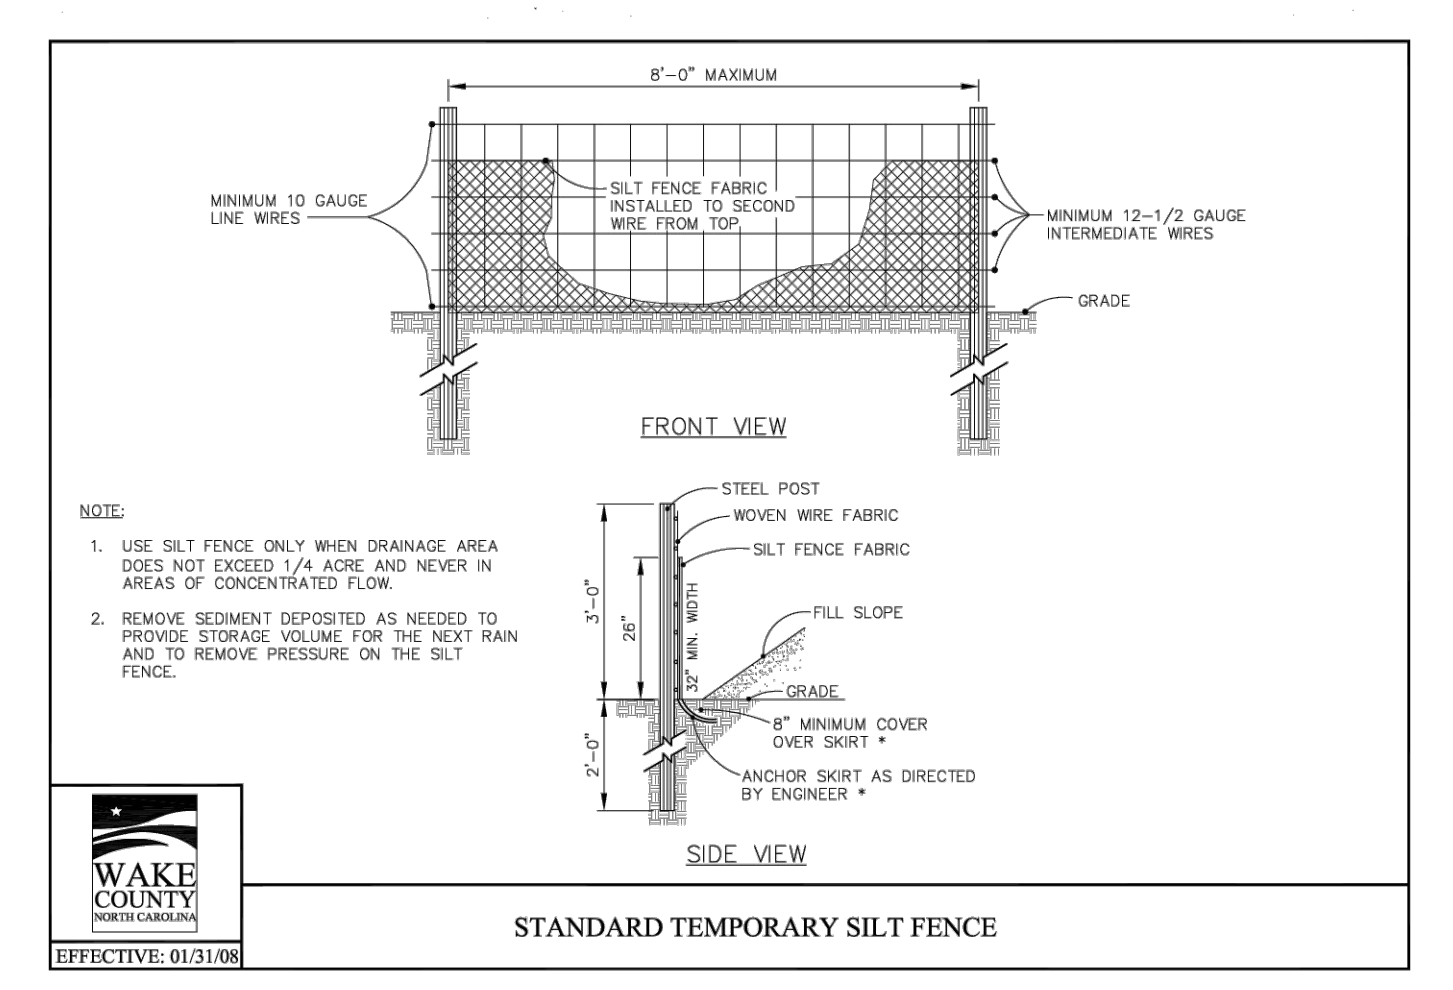 8'-0" MAXIMUM
MINIMUM 10 GAUGE
LINE WIRES
SILT FENCE FABRIC
INSTALLED TO SECOND
WIRE FROM TOP
MINIMUM 12-1/2 GAUGE
INTERMEDIATE WIRES
GRADE
FRONT VIEW
NOTE:
1. USE SILT FENCE ONLY WHEN DRAINAGE AREA
DOES NOT EXCEED 1/4 ACRE AND NEVER IN
AREAS OF CONCENTRATED FLOW.
2. REMOVE SEDIMENT DEPOSITED AS NEEDED TO
PROVIDE STORAGE VOLUME FOR THE NEXT RAIN
AND TO REMOVE PRESSURE ON THE SILT
FENCE.
STEEL POST
WOVEN WIRE FABRIC
SILT FENCE FABRIC
3'-0"
26"
32" MIN. WIDTH
FILL SLOPE
GRADE
8" MINIMUM COVER
OVER SKIRT *
2'-0"
ANCHOR SKIRT AS DIRECTED
BY ENGINEER *
SIDE VIEW
WAKE
COUNTY
NORTH CAROLINA
EFFECTIVE: 01/31/08
STANDARD TEMPORARY SILT FENCE